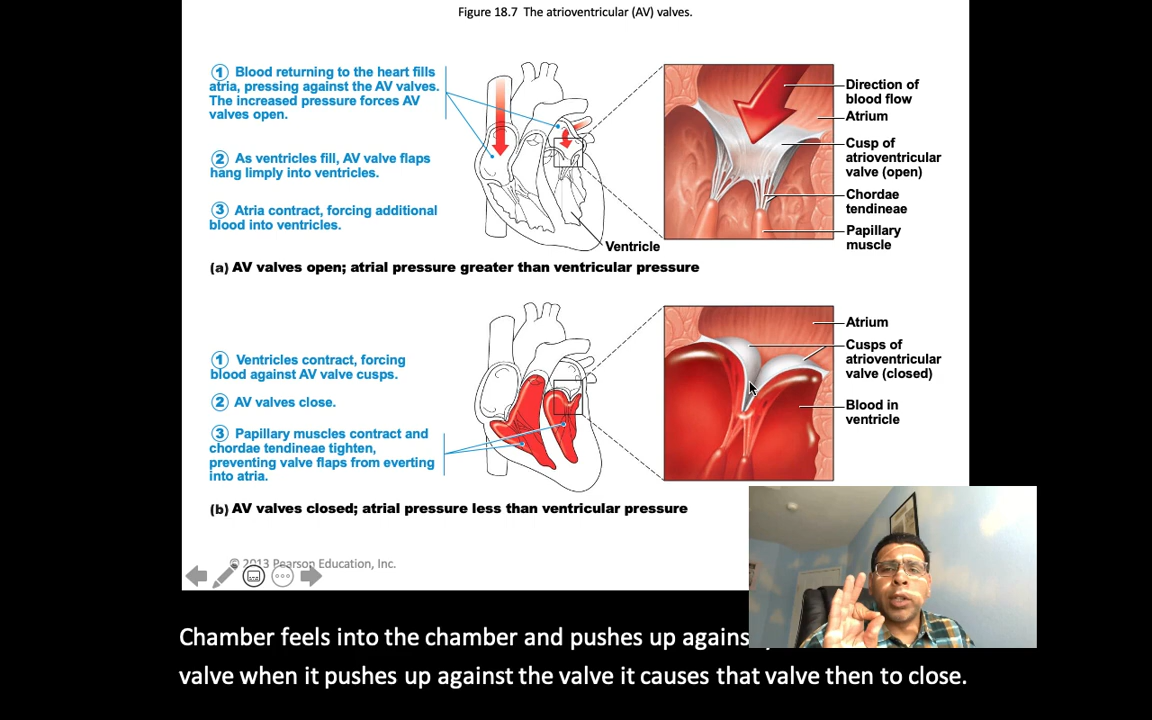 Figure 18.7 The atrioventricular (AV) valves.
1 Blood returning to the heart fills
atria, pressing against the AV valves.
The increased pressure forces AV
valves open.
2 As ventricles fill, AV valve flaps
hang limply into ventricles.
3 Atria contract, forcing additional
blood into ventricles.
Direction of
blood flow
Atrium
Cusp of
atrioventricular
valve (open)
Chordae
tendineae
Papillary
muscle
Ventricle
(a) AV valves open; atrial pressure greater than ventricular pressure
1 Ventricles contract, forcing
blood against AV valve cusps.
2 AV valves close.
3 Papillary muscles contract and
chordae tendineae tighten,
preventing valve flaps from everting
into atria.
Atrium
Cusps of
atrioventricular
valve (closed)
Blood in
ventricle
(b) AV valves closed; atrial pressure less than ventricular pressure
© 2013 Pearson Education, Inc.
Chamber feels into the chamber and pushes up agains
valve when it pushes up against the valve it causes that valve then to close.